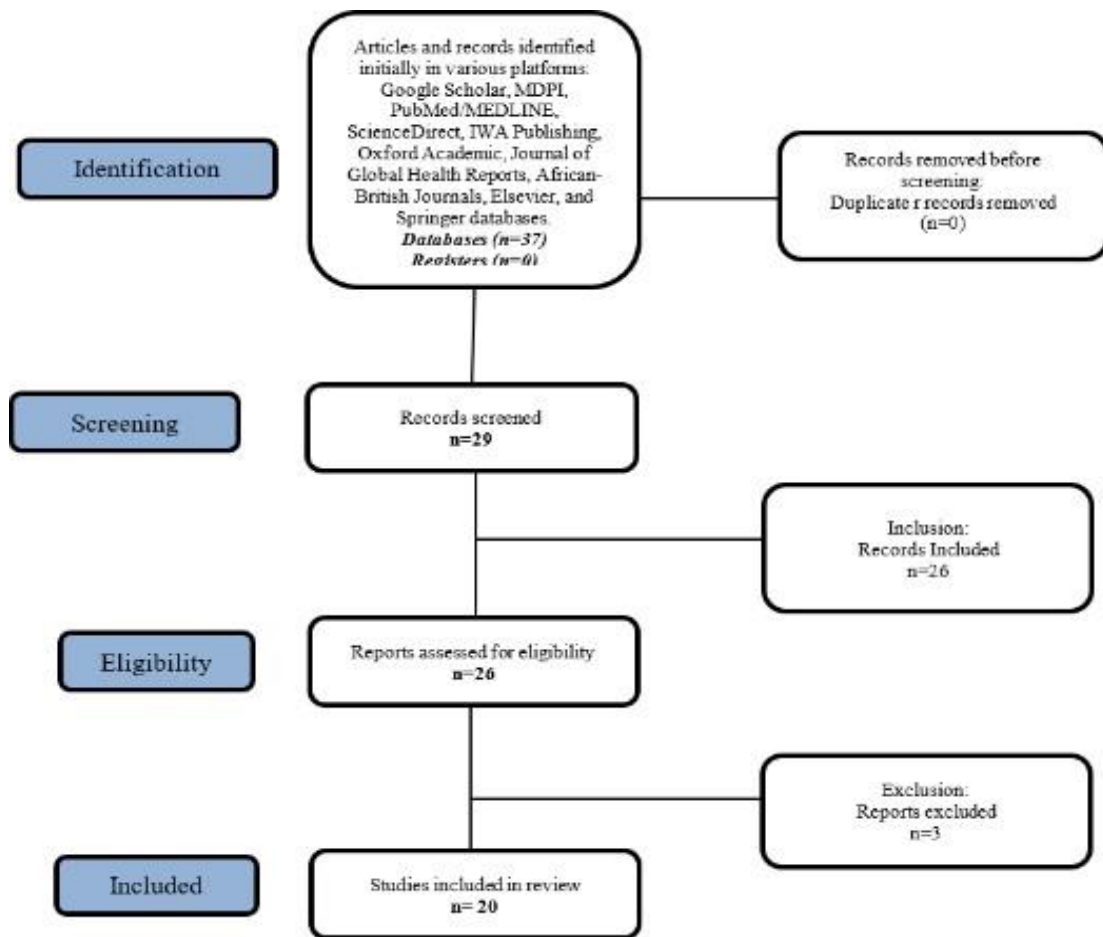 Identification
Articles and records identified
initially in various platforms:
Google Scholar, MDPI,
PubMed/MEDLINE,
ScienceDirect, IWA Publishing,
Oxford Academic, Journal of
Global Health Reports, African-
British Journals, Elsevier, and
Springer databases.
Databases (n=37)
Registers (n=0)
Records removed before
screening:
Duplicate r records removed
(n=0)
Screening
Records screened
n=29
Inclusion:
Records Included
n=26
Eligibility
Reports assessed for eligibility
n=26
Exclusion:
Reports excluded
n=3
Included
Studies included in review
n= 20